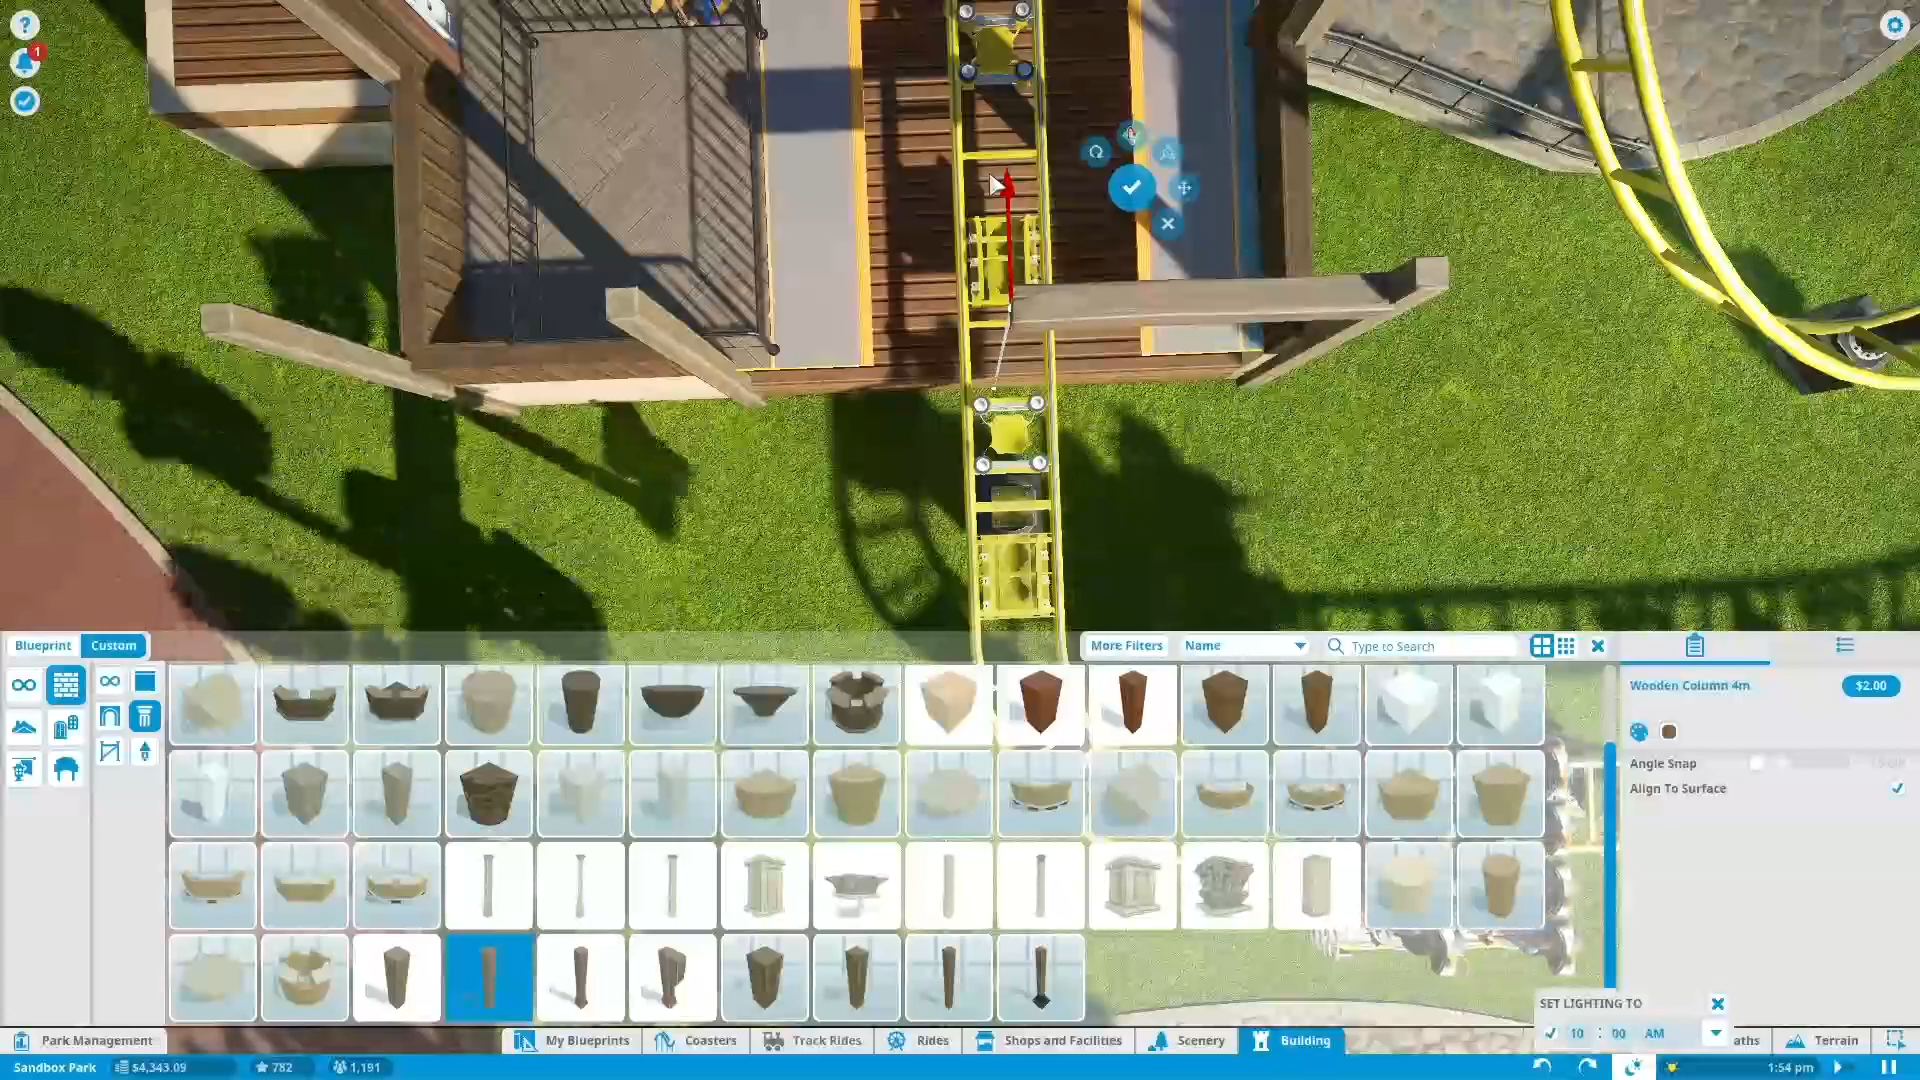 ?
1
Blueprint Custom More Filters Name Type to Search
Wooden Column 4m $2.00
Angle Snap
Align To Surface
SET LIGHTING TO
10 : 00 AM
Park Management My Blueprints Coasters Track Rides Rides Shops and Facilities Scenery Building aths Terrain
Sandbox Park $4,343.09 782 1,191 1:54 pm